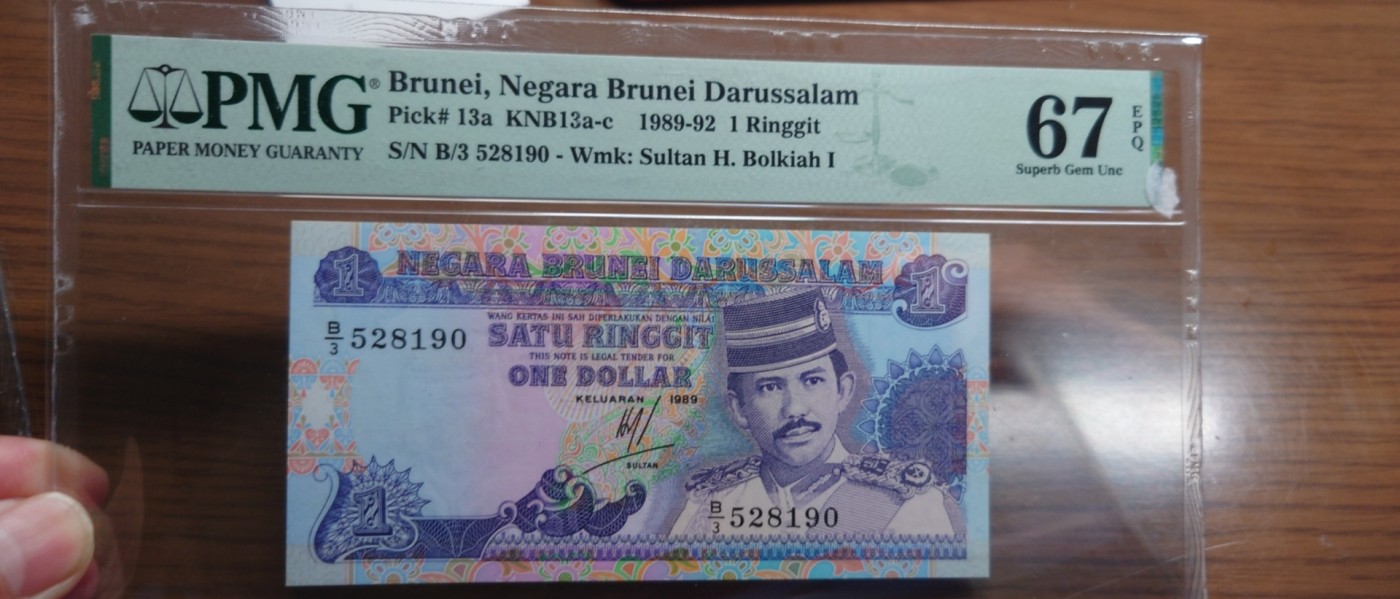 PMG®
PAPER MONEY GUARANTY
Brunei, Negara Brunei Darussalam
Pick# 13a KNB13a-c 1989-92 1 Ringgit
S/N B/3 528190 - Wmk: Sultan H. Bolkiah I
67
EPQ
Superb Gem Unc
1 NEGARA BRUNEI DARUSSALAM 1
WANG KERTAS INI SAH DIPERLAKUKAN DENGAN NILAI
B/3 528190
SATU RINGGIT
THIS NOTE IS LEGAL TENDER FOR
ONE DOLLAR
KELUARAN 1989
SULTAN
1
B/3 528190